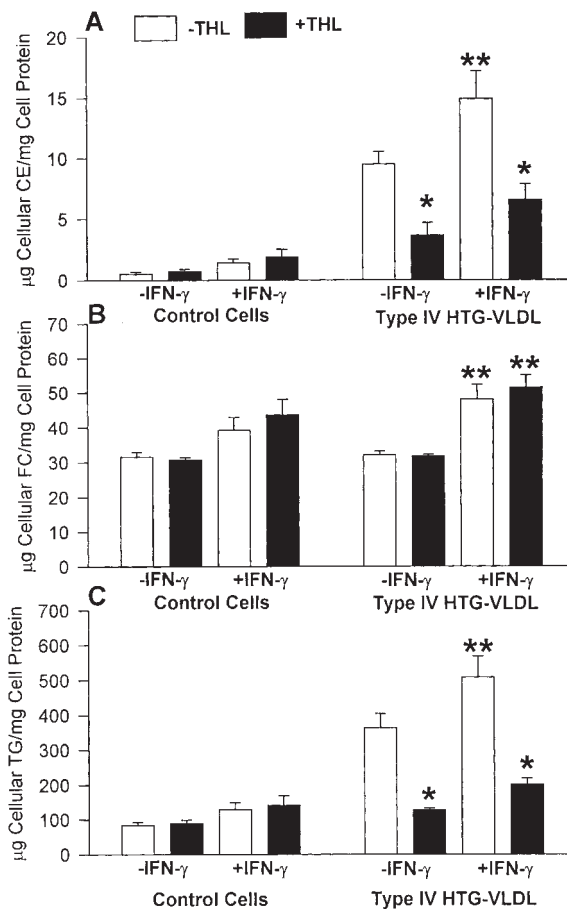 A
-THL
+THL
µg Cellular CE/mg Cell Protein
20
15
10
5
0
**
*
*
-IFN-γ
+IFN-γ
-IFN-γ
+IFN-γ
Control Cells
Type IV HTG-VLDL
B
µg Cellular FC/mg Cell Protein
70
60
50
40
30
20
10
0
**
**
-IFN-γ
+IFN-γ
-IFN-γ
+IFN-γ
Control Cells
Type IV HTG-VLDL
C
µg Cellular TG/mg Cell Protein
700
600
500
400
300
200
100
0
**
*
*
-IFN-γ
+IFN-γ
-IFN-γ
+IFN-γ
Control Cells
Type IV HTG-VLDL